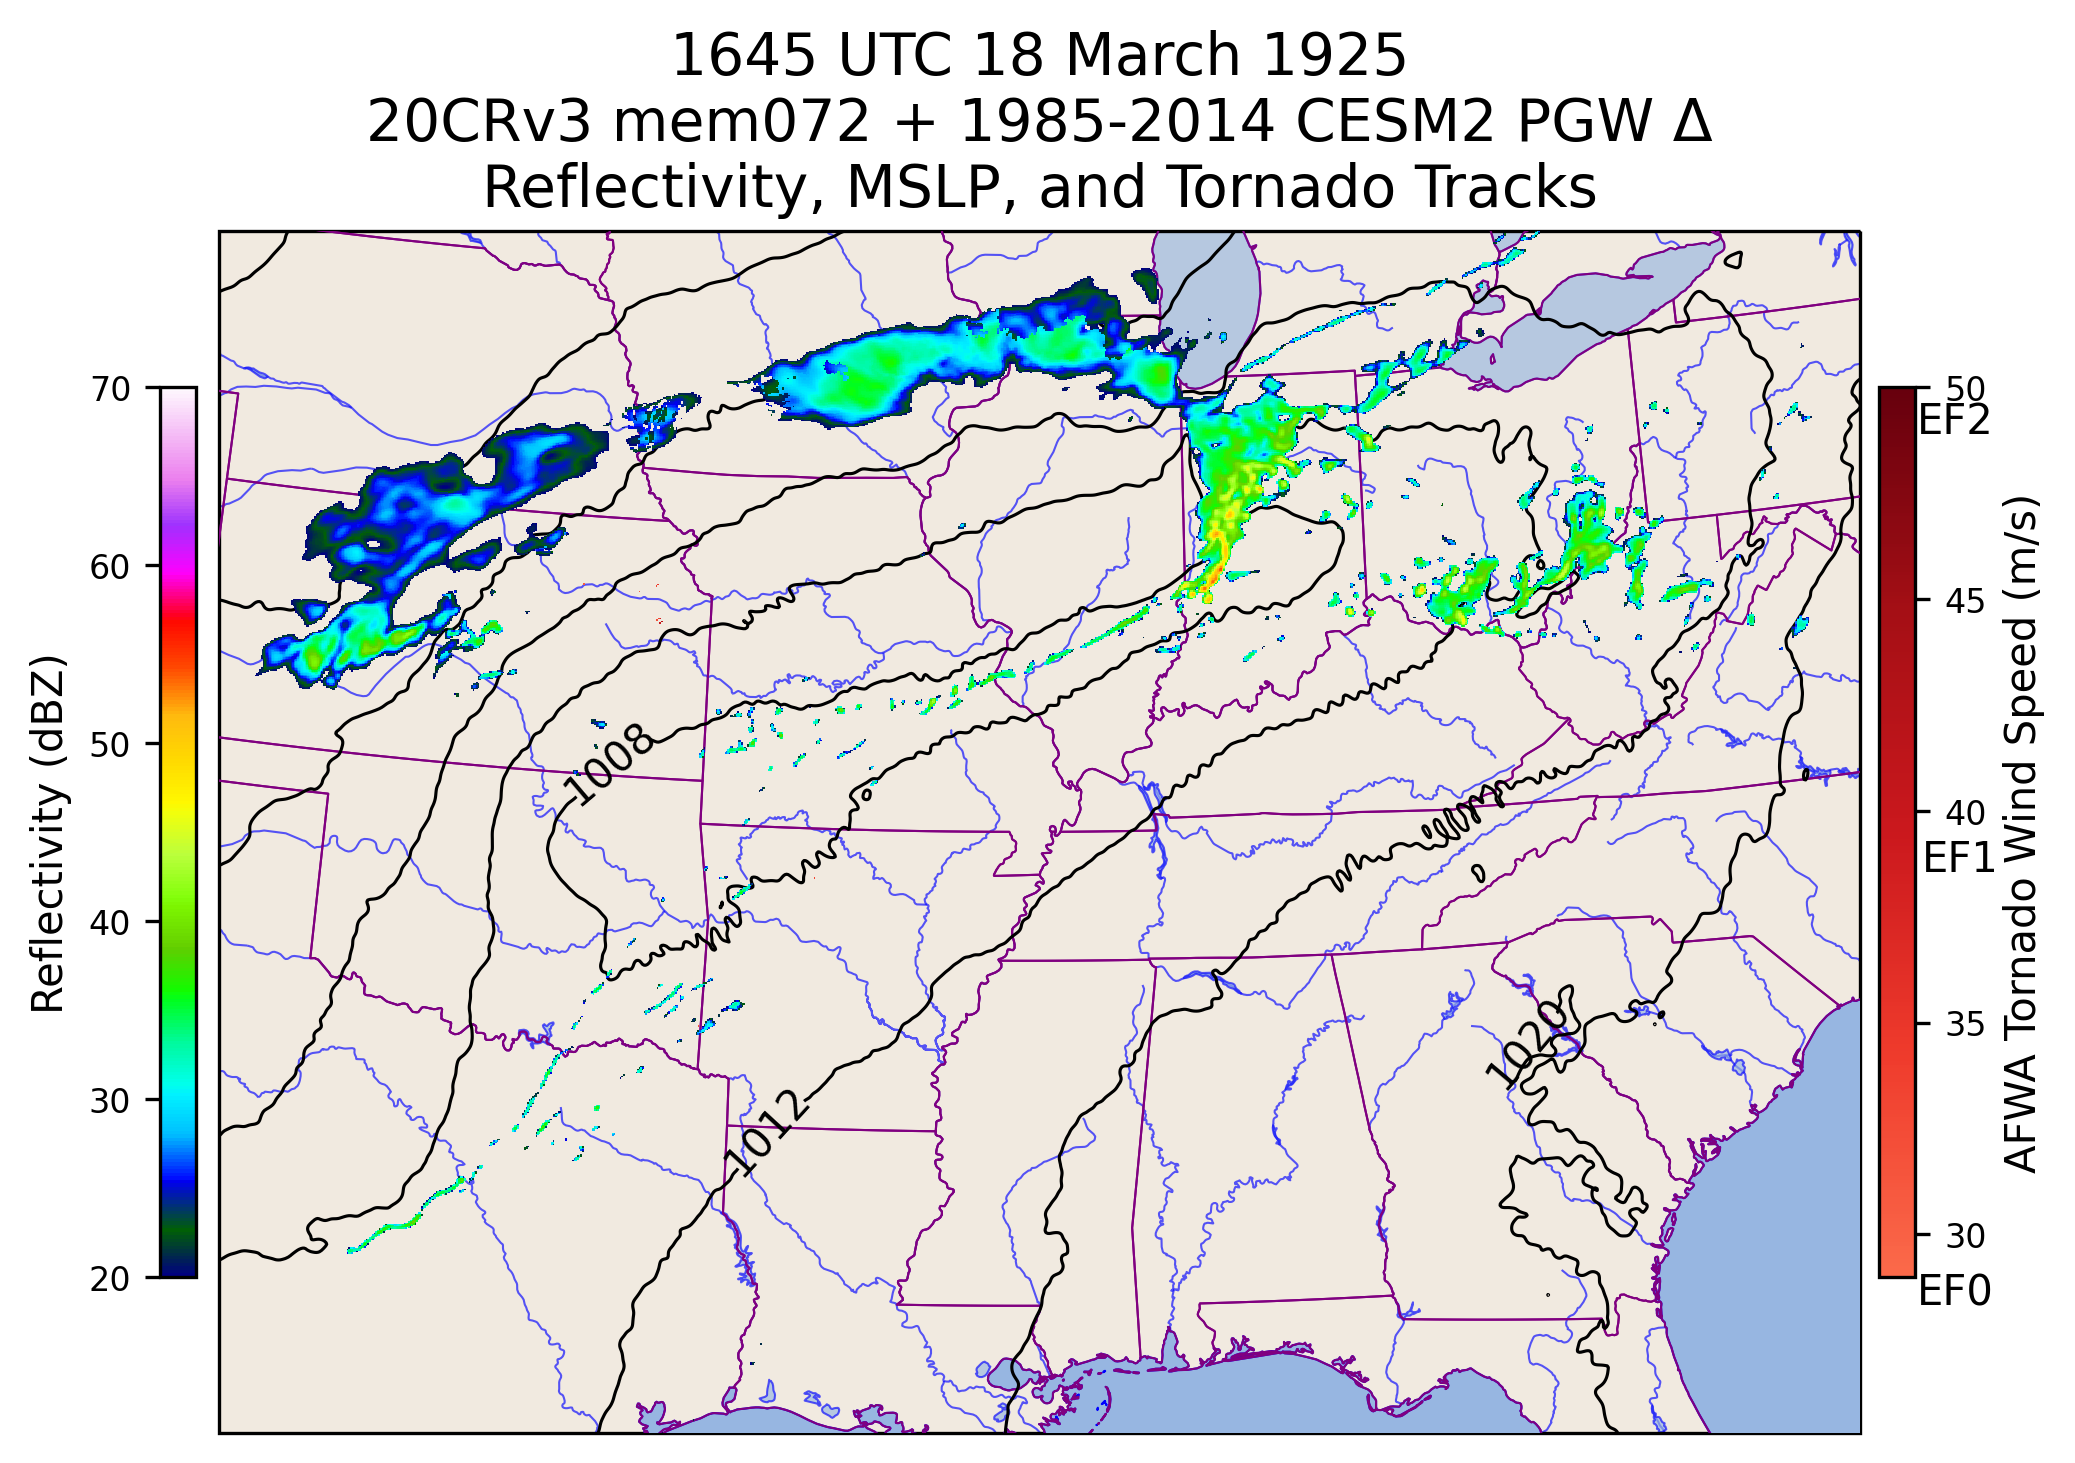 1645 UTC 18 March 1925
20CRv3 mem072 + 1985-2014 CESM2 PGW Δ
Reflectivity, MSLP, and Tornado Tracks
Reflectivity (dBZ)
70
60
50
40
30
20
1008
1012
1020
50
EF2
45
40
EF1
35
30
EF0
AFWA Tornado Wind Speed (m/s)